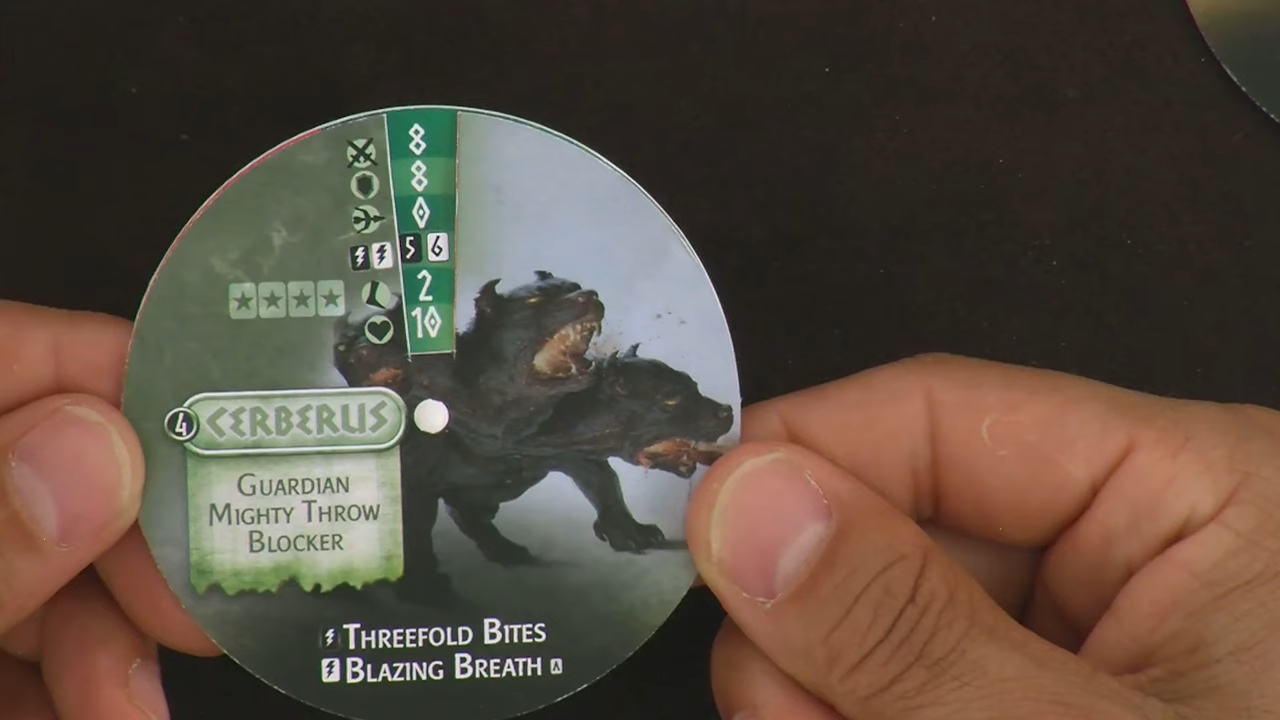 8
8
0
5 6
2
10
4 CERBERUS
GUARDIAN
MIGHTY THROW
BLOCKER
THREEFOLD BITES
BLAZING BREATH A